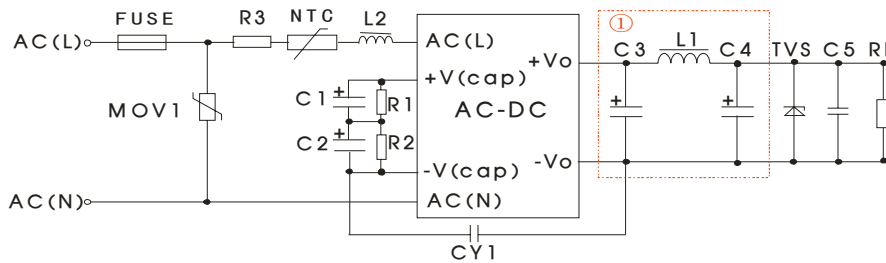 FUSE R3 NTC L2
AC(L) AC(L) ① C3 L1 C4 TVS C5
+Vo
+V(cap)
C1 R1
MOV1 AC-DC
C2 R2
-V(cap) -Vo
AC(N) AC(N)
CY1